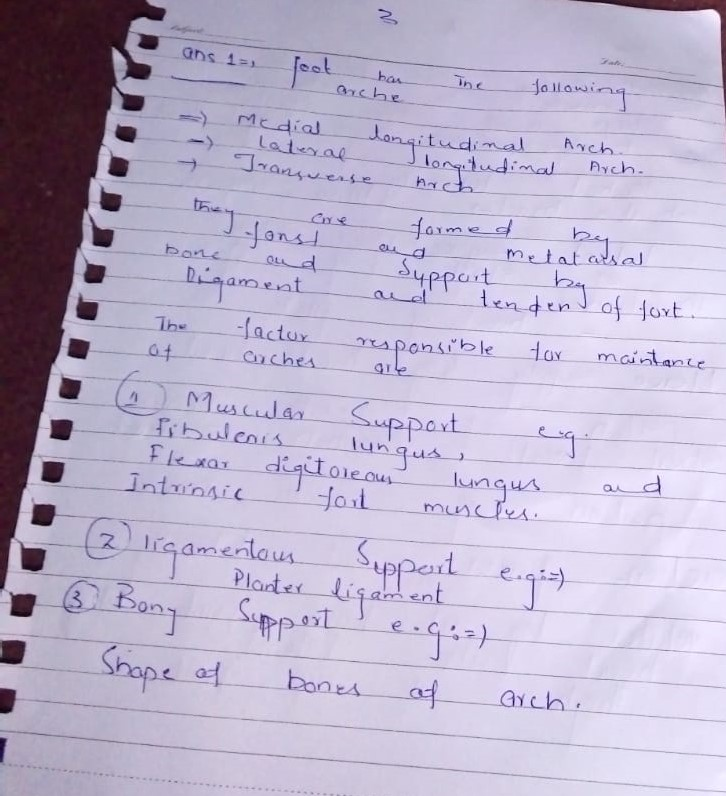 3
ans 1=, foot has the following
arche
=> Medial longitudinal Arch.
-> Lateral longitudinal Arch.
-> Transverse Arch
they are formed by
tarsal and metatarsal
bone and Support by
ligament and tenden of fort.
The factor responsible for maintance
of arches are
① Muscular Support e.g.
Fibulenis lungus,
Flexar digitoreous lungus and
Intrinsic fort muscles.
② ligamentous Support e.g:=)
Planter ligament
③ Bony Support e.g:=)
Shape of bones of arch.